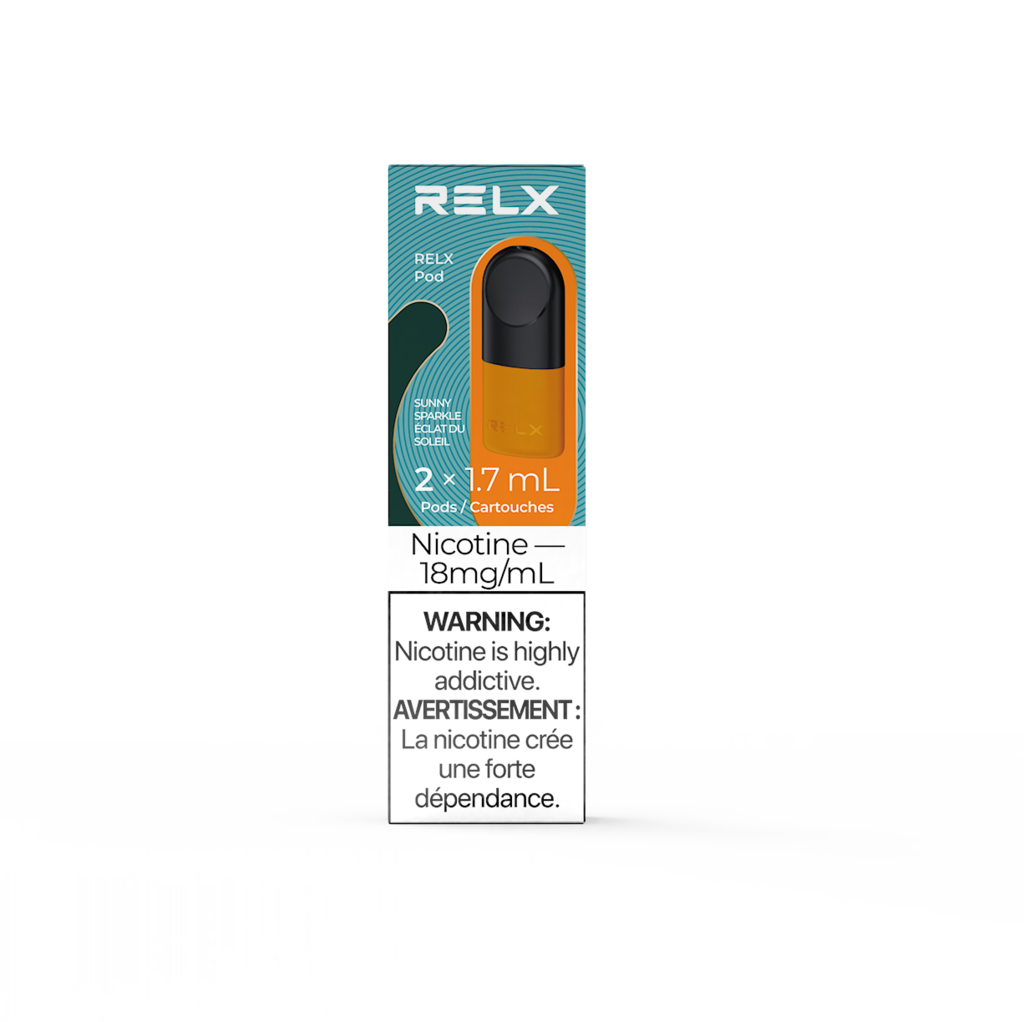 RELX
RELX
Pod
SUNNY
SPARKLE
ÉCLAT DU
SOLEIL
RELX
2 × 1.7 mL
Pods / Cartouches
Nicotine —
18mg/mL
WARNING:
Nicotine is highly
addictive.
AVERTISSEMENT :
La nicotine crée
une forte
dépendance.